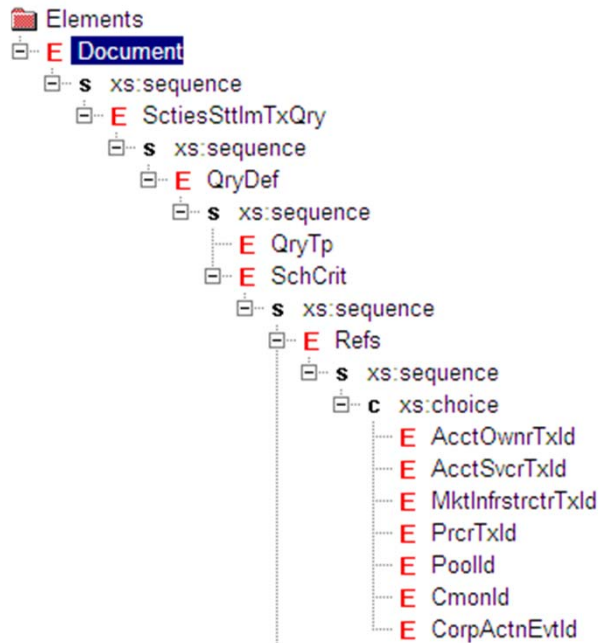 Elements
E Document
s xs:sequence
E SctiesSttlmTxQry
s xs:sequence
E QryDef
s xs:sequence
E QryTp
E SchCrit
s xs:sequence
E Refs
s xs:sequence
c xs:choice
E AcctOwnrTxId
E AcctSvcrTxId
E MktInfrstrctrTxId
E PrcrTxId
E PoolId
E CmonId
E CorpActnEvtId